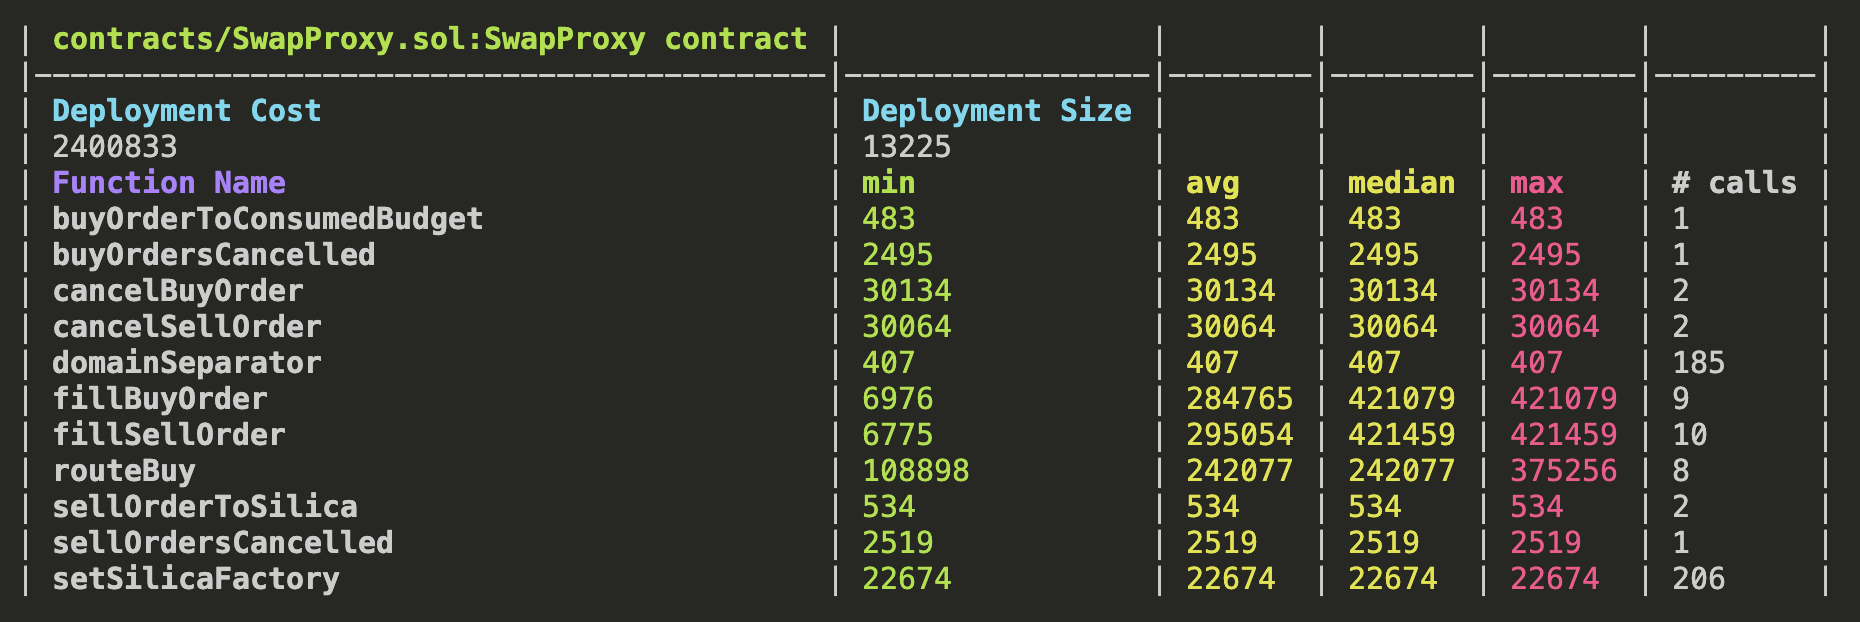 | contracts/SwapProxy.sol:SwapProxy contract | | | | | |
|--------------------------------------------|-----------------|--------|--------|--------|---------|
| Deployment Cost | Deployment Size | | | | |
| 2400833 | 13225 | | | | |
| Function Name | min | avg | median | max | # calls |
| buyOrderToConsumedBudget | 483 | 483 | 483 | 483 | 1 |
| buyOrdersCancelled | 2495 | 2495 | 2495 | 2495 | 1 |
| cancelBuyOrder | 30134 | 30134 | 30134 | 30134 | 2 |
| cancelSellOrder | 30064 | 30064 | 30064 | 30064 | 2 |
| domainSeparator | 407 | 407 | 407 | 407 | 185 |
| fillBuyOrder | 6976 | 284765 | 421079 | 421079 | 9 |
| fillSellOrder | 6775 | 295054 | 421459 | 421459 | 10 |
| routeBuy | 108898 | 242077 | 242077 | 375256 | 8 |
| sellOrderToSilica | 534 | 534 | 534 | 534 | 2 |
| sellOrdersCancelled | 2519 | 2519 | 2519 | 2519 | 1 |
| setSilicaFactory | 22674 | 22674 | 22674 | 22674 | 206 |